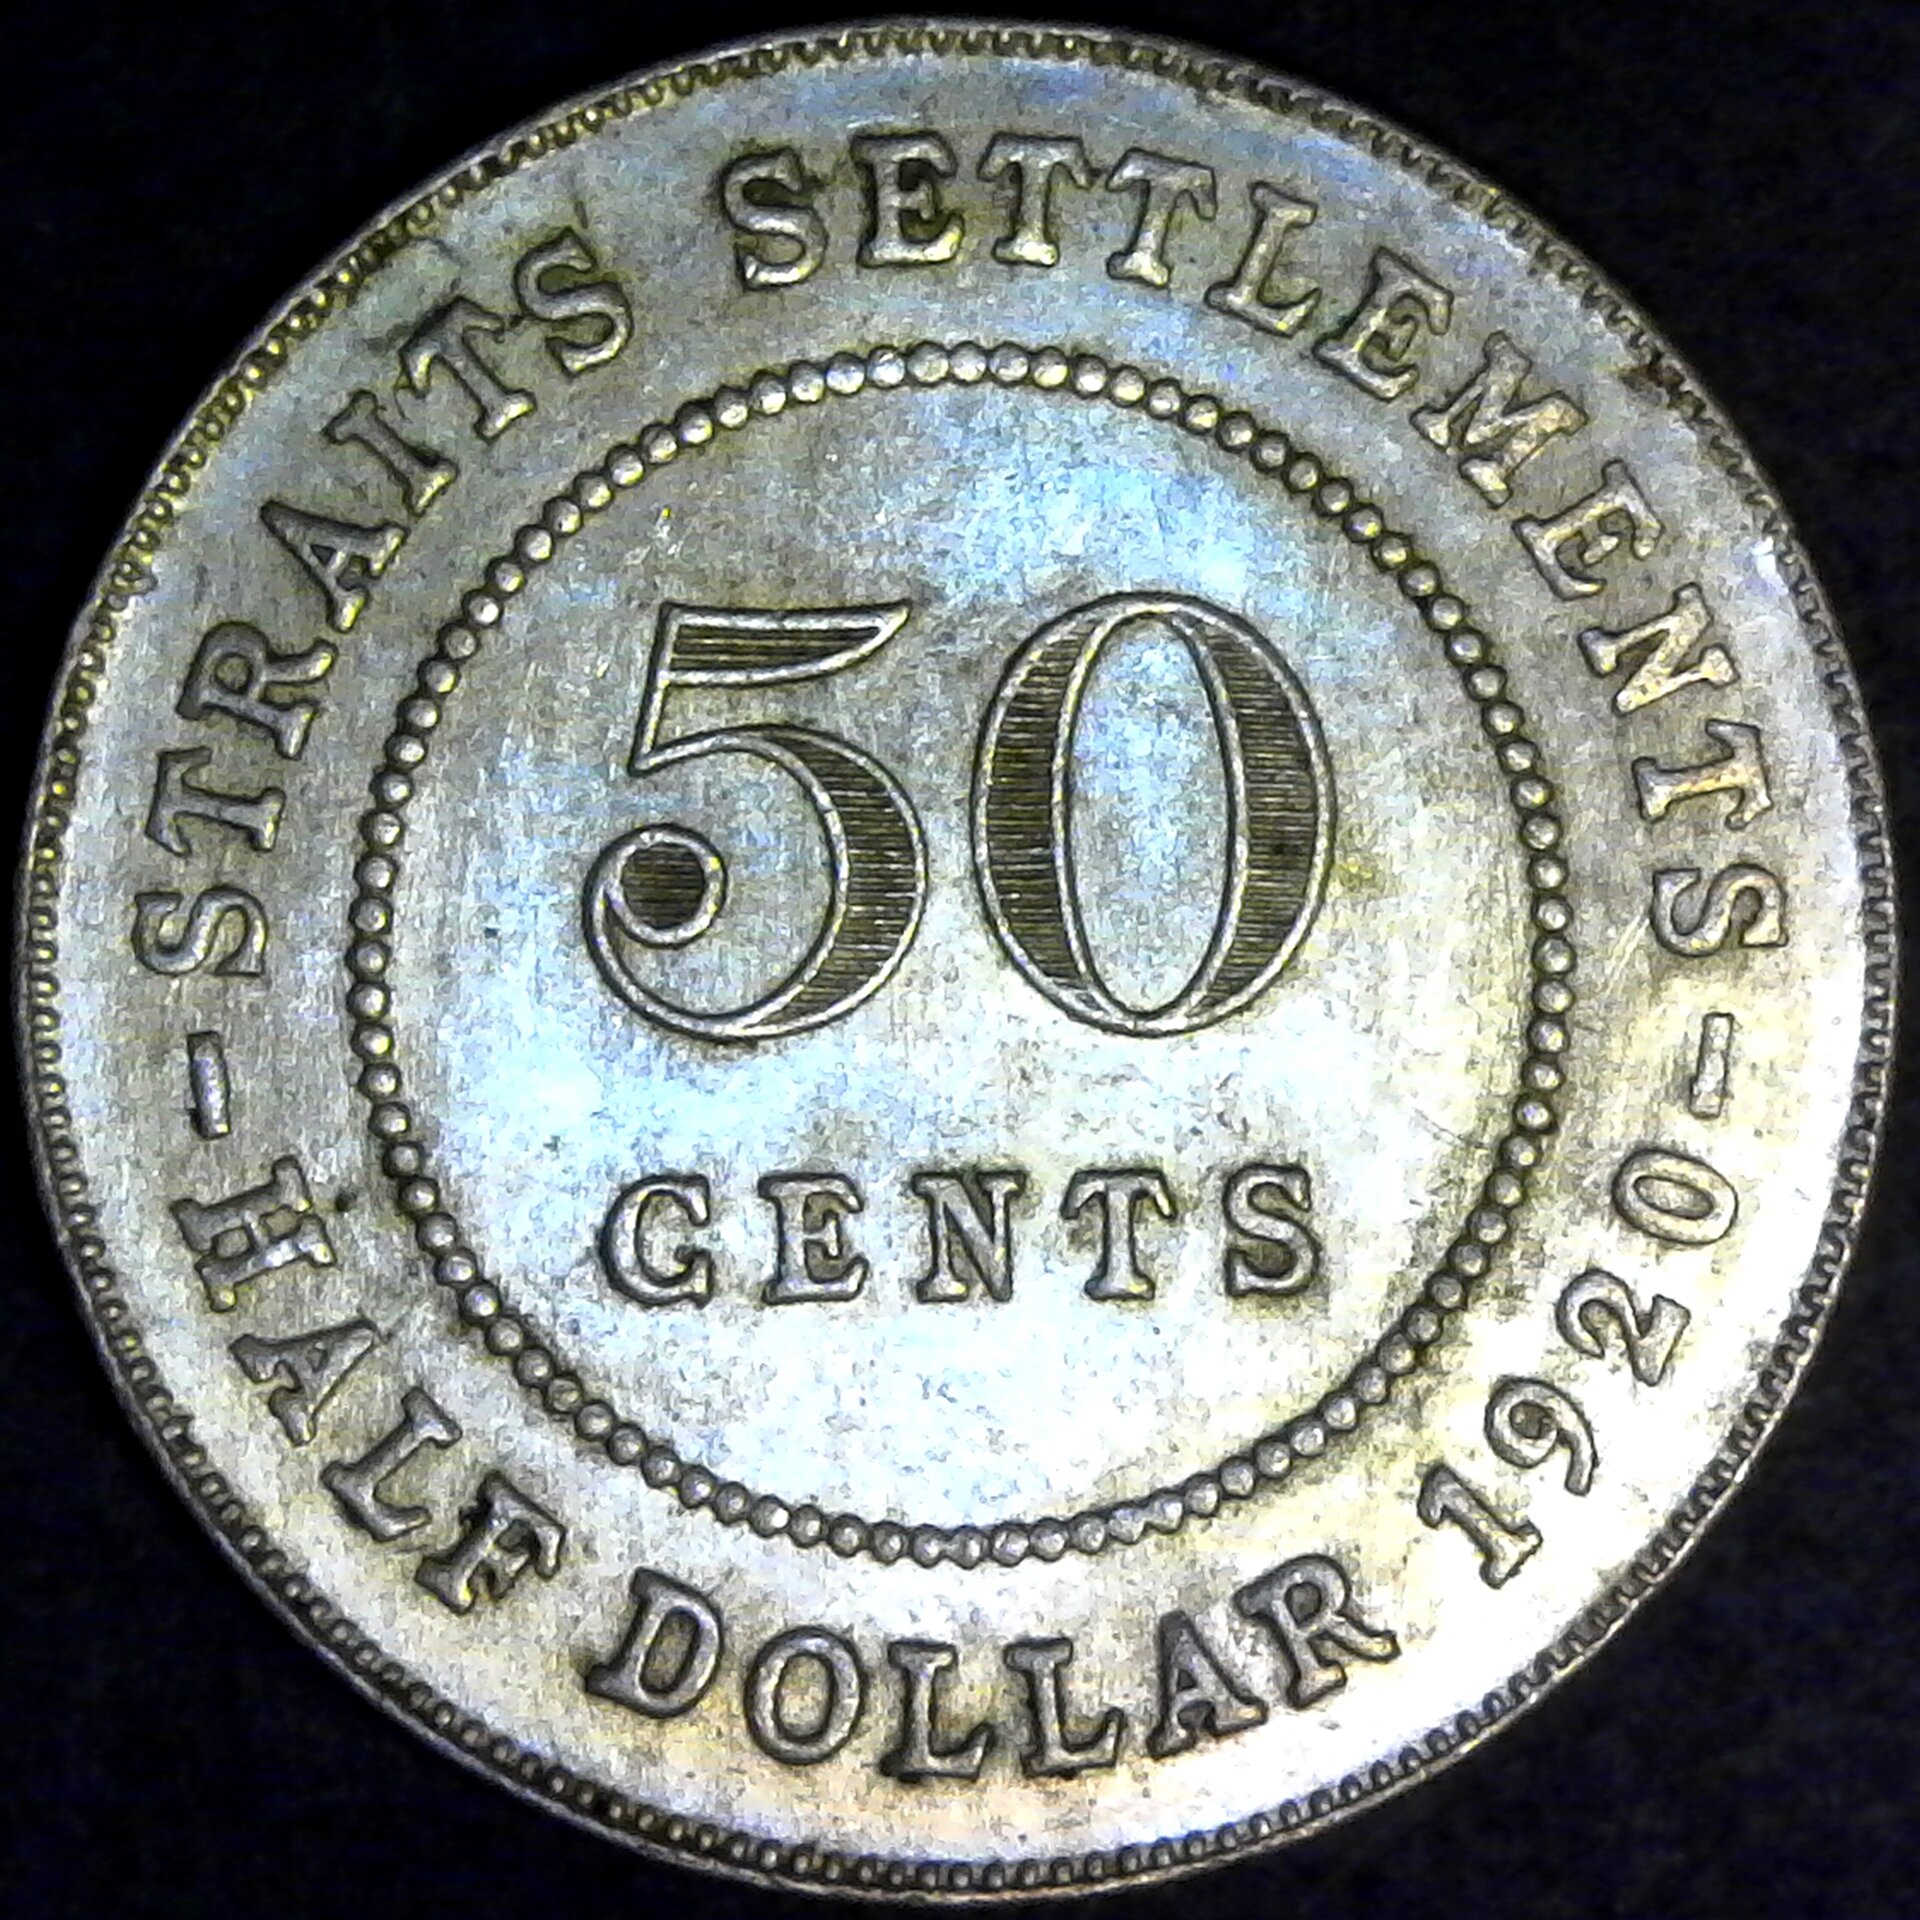 STRAITS SETTLEMENTS
50
CENTS
- HALF DOLLAR 1920 -